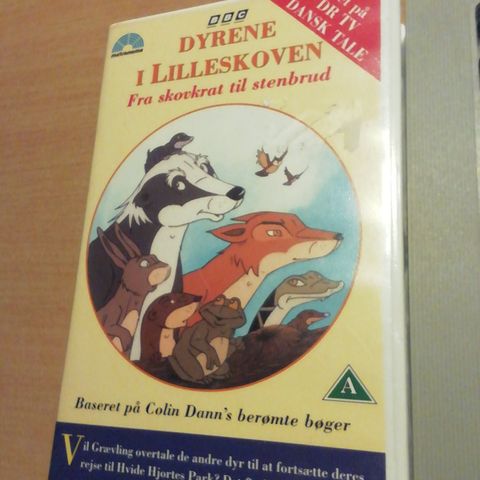 BBC
på
DR TV
DANSK TALE
DYRENE
I LILLESKOVEN
Fra skovkrat til stenbrud
A
Baseret på Colin Dann's berømte bøger
Vil Grævling overtale de andre dyr til at fortsætte deres
rejse til Hvide Hjortes Park?